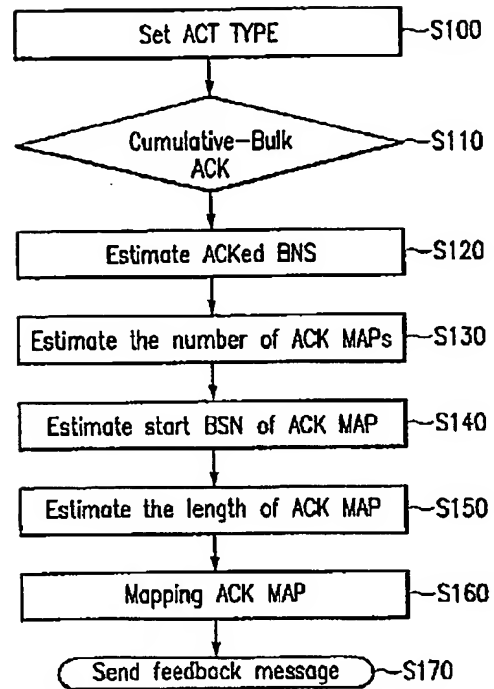 Set ACT TYPE
S100
Cumulative-Bulk
ACK
S110
Estimate ACKed BNS
S120
Estimate the number of ACK MAPs
S130
Estimate start BSN of ACK MAP
S140
Estimate the length of ACK MAP
S150
Mapping ACK MAP
S160
Send feedback message
S170